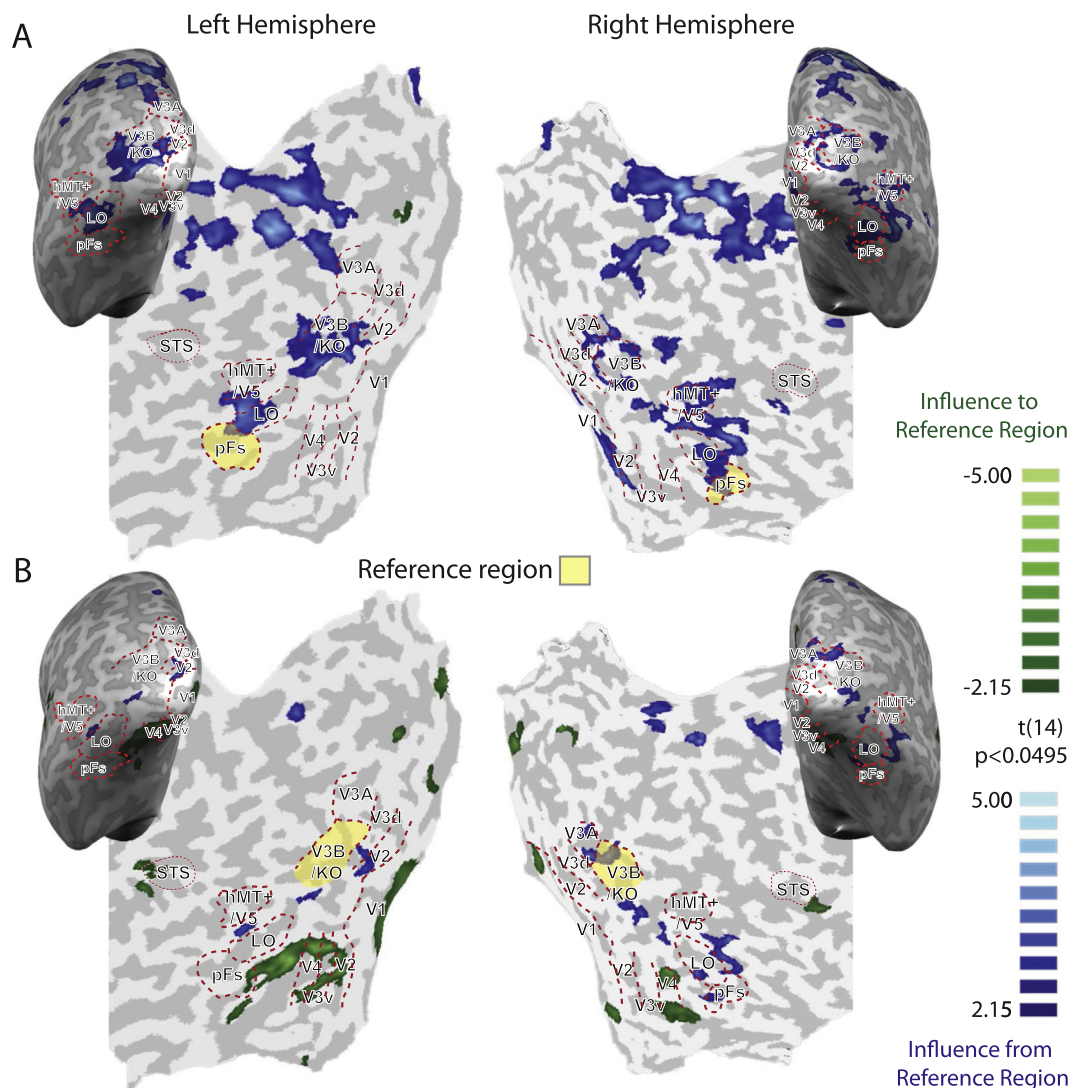 A
Left Hemisphere
Right Hemisphere
V3A
V3d
V3B
/KO
V2
V1
hMT+
/V5
V2
V3v
V4
LO
pFs
V3A
V3d
V3B
/KO
V2
V1
STS
hMT+
/V5
LO
pFs
V4
V2
V3v
V3A
V3d
V3B
/KO
V2
V1
STS
hMT+
/V5
LO
V2
V4
V3v
pFs
V3A
V3B
/KO
V3d
V2
V1
hMT+
/V5
V2
V3v
V4
LO
pFs
Influence to
Reference Region
-5.00
-2.15
t(14)
p<0.0495
5.00
2.15
Influence from
Reference Region
B
Reference region
V3A
V3d
V3B
/KO
V2
V1
hMT+
/V5
V2
V3v
V4
LO
pFs
V3A
V3d
V3B
/KO
V2
STS
hMT+
/V5
V1
LO
pFs
V4
V2
V3v
V3A
V3d
V3B
/KO
V2
STS
hMT+
/V5
V1
LO
V2
V4
pFs
V3v
V3A
V3B
/KO
V3d
V2
V1
hMT+
/V5
V2
V3v
V4
LO
pFs